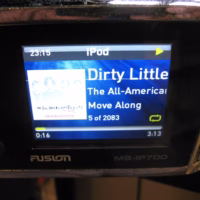 23:15 iPod
Dirty Little
The All-American
Move Along
5 of 2083
0:16 3:13
FUSION MS-IP700